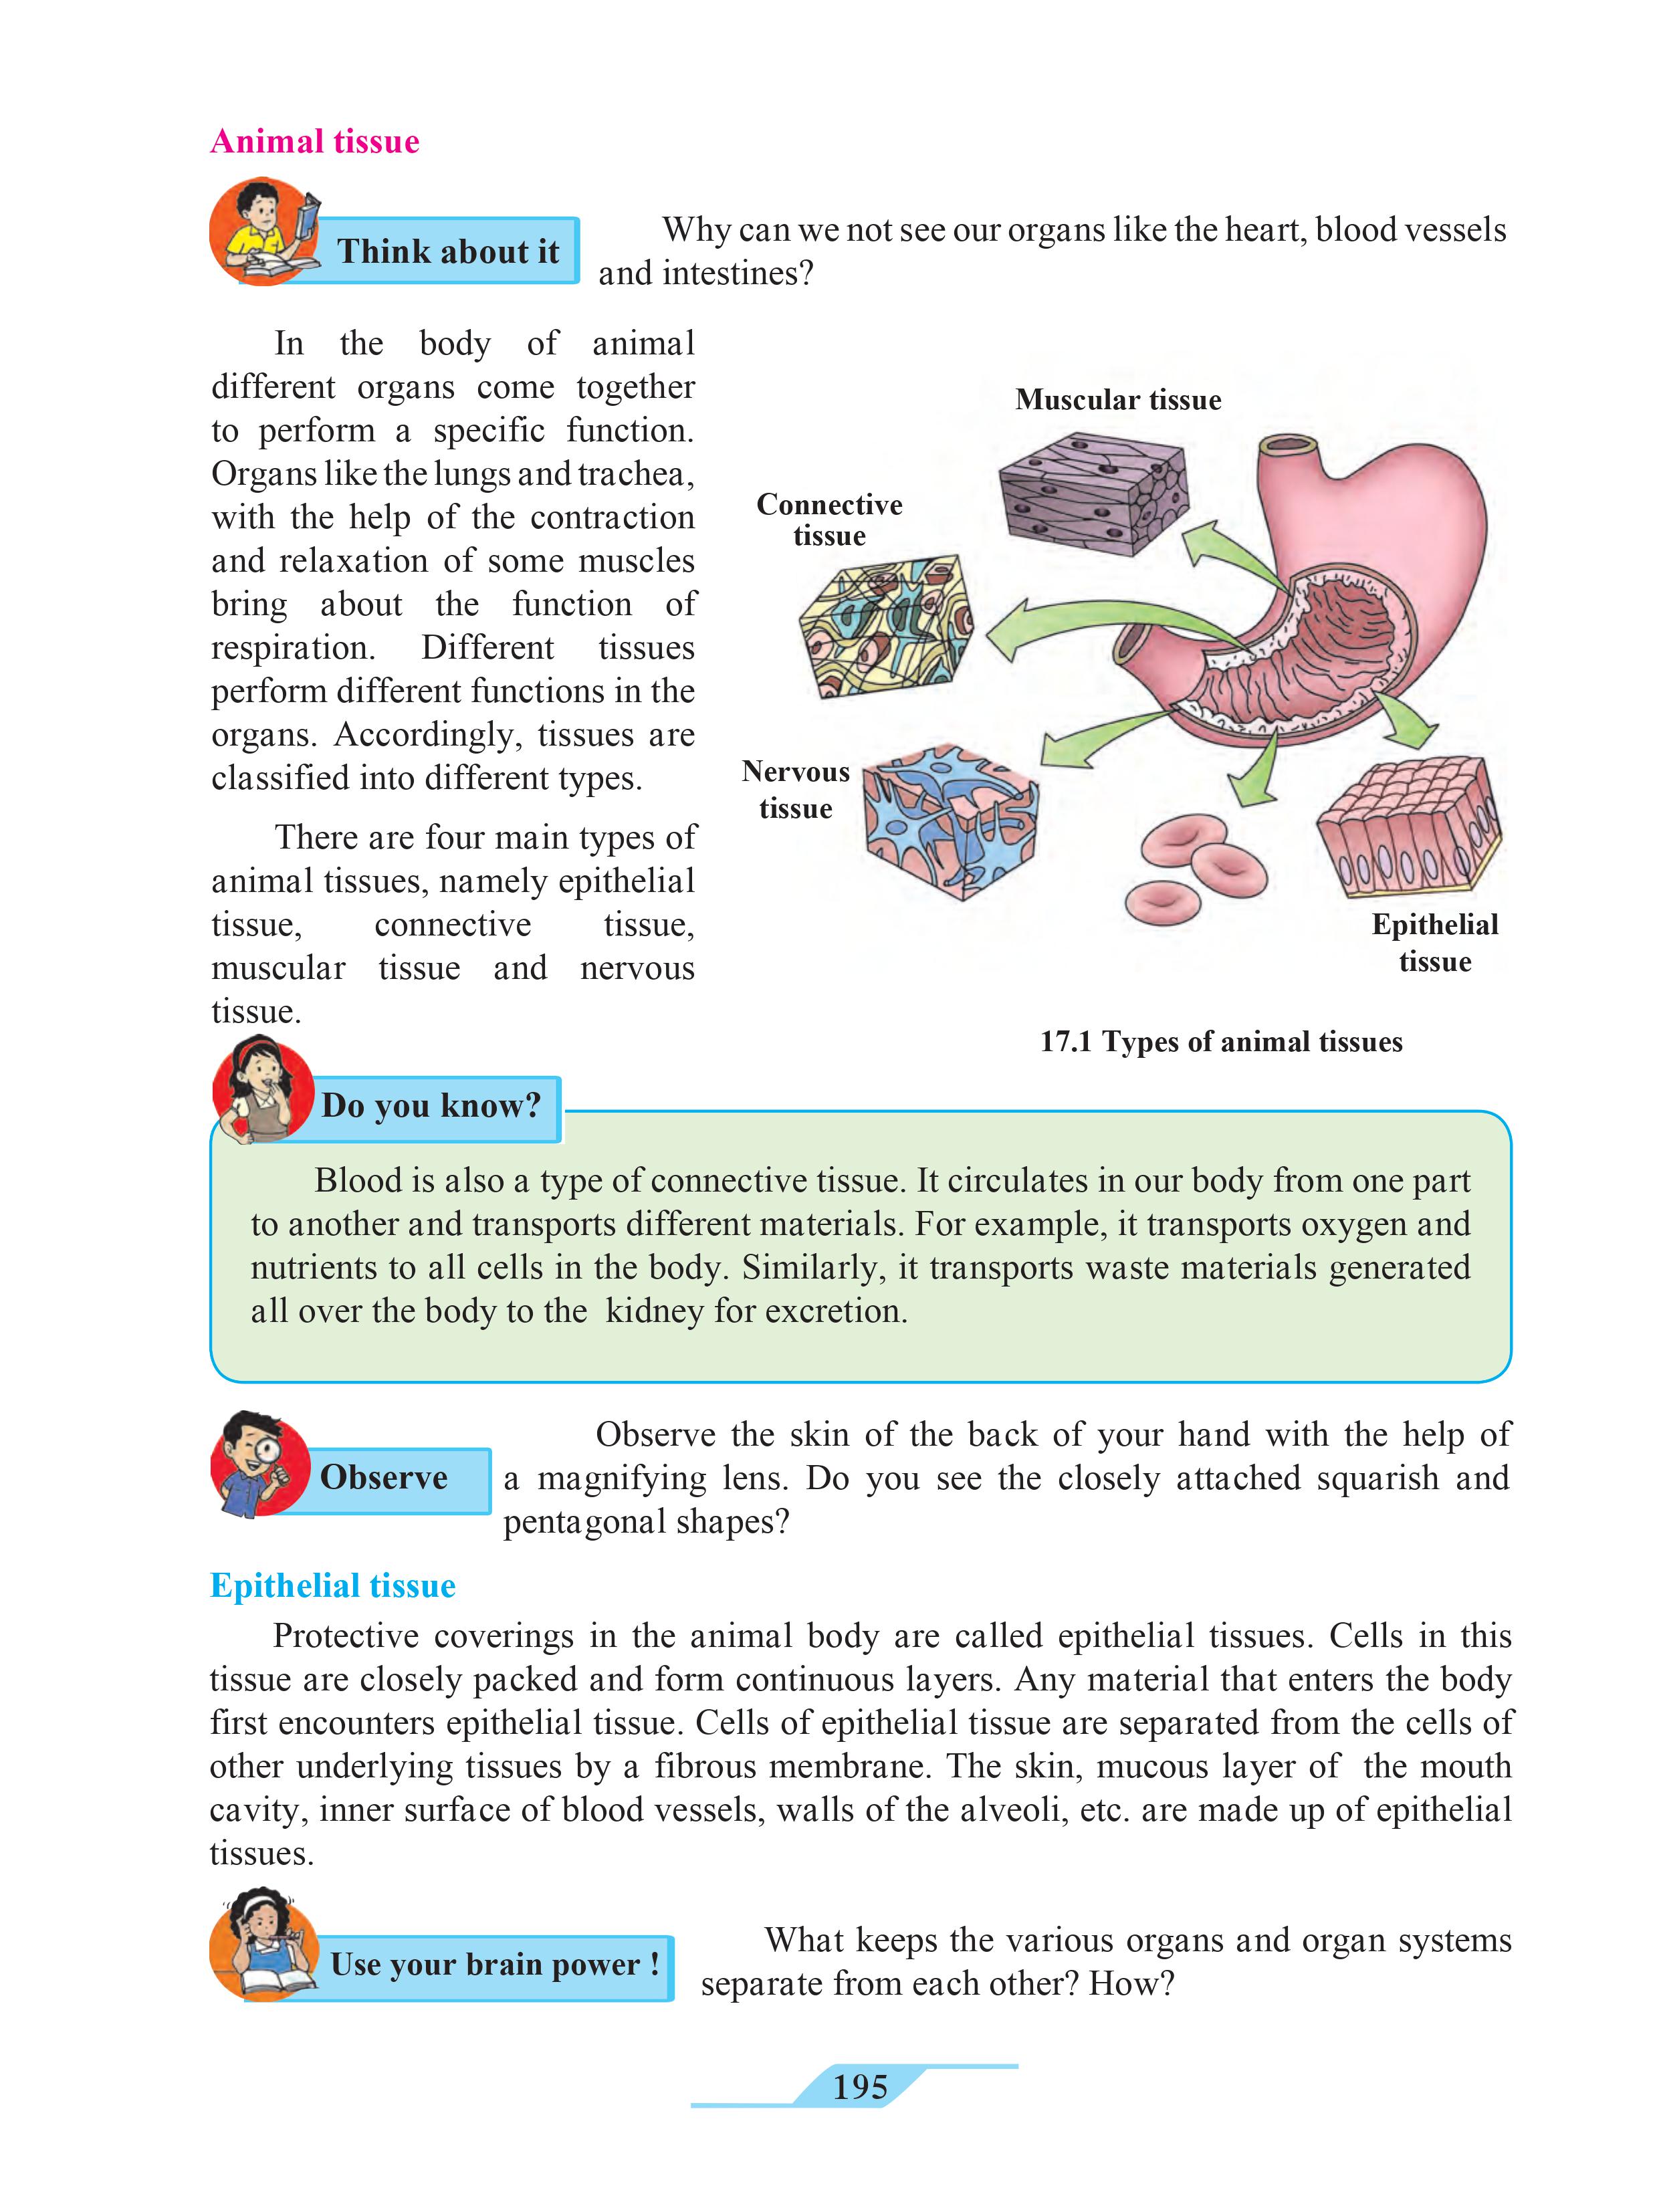 Animal tissue
Think about it
Why can we not see our organs like the heart, blood vessels
and intestines?
In the body of animal
different organs come together
to perform a specific function.
Organs like the lungs and trachea,
with the help of the contraction
and relaxation of some muscles
bring about the function of
respiration. Different tissues
perform different functions in the
organs. Accordingly, tissues are
classified into different types.
There are four main types of
animal tissues, namely epithelial
tissue, connective tissue,
muscular tissue and nervous
tissue.
Muscular tissue
Connective
tissue
Nervous
tissue
Epithelial
tissue
17.1 Types of animal tissues
Do you know?
Blood is also a type of connective tissue. It circulates in our body from one part
to another and transports different materials. For example, it transports oxygen and
nutrients to all cells in the body. Similarly, it transports waste materials generated
all over the body to the kidney for excretion.
Observe
Observe the skin of the back of your hand with the help of
a magnifying lens. Do you see the closely attached squarish and
pentagonal shapes?
Epithelial tissue
Protective coverings in the animal body are called epithelial tissues. Cells in this
tissue are closely packed and form continuous layers. Any material that enters the body
first encounters epithelial tissue. Cells of epithelial tissue are separated from the cells of
other underlying tissues by a fibrous membrane. The skin, mucous layer of the mouth
cavity, inner surface of blood vessels, walls of the alveoli, etc. are made up of epithelial
tissues.
Use your brain power !
What keeps the various organs and organ systems
separate from each other? How?
195